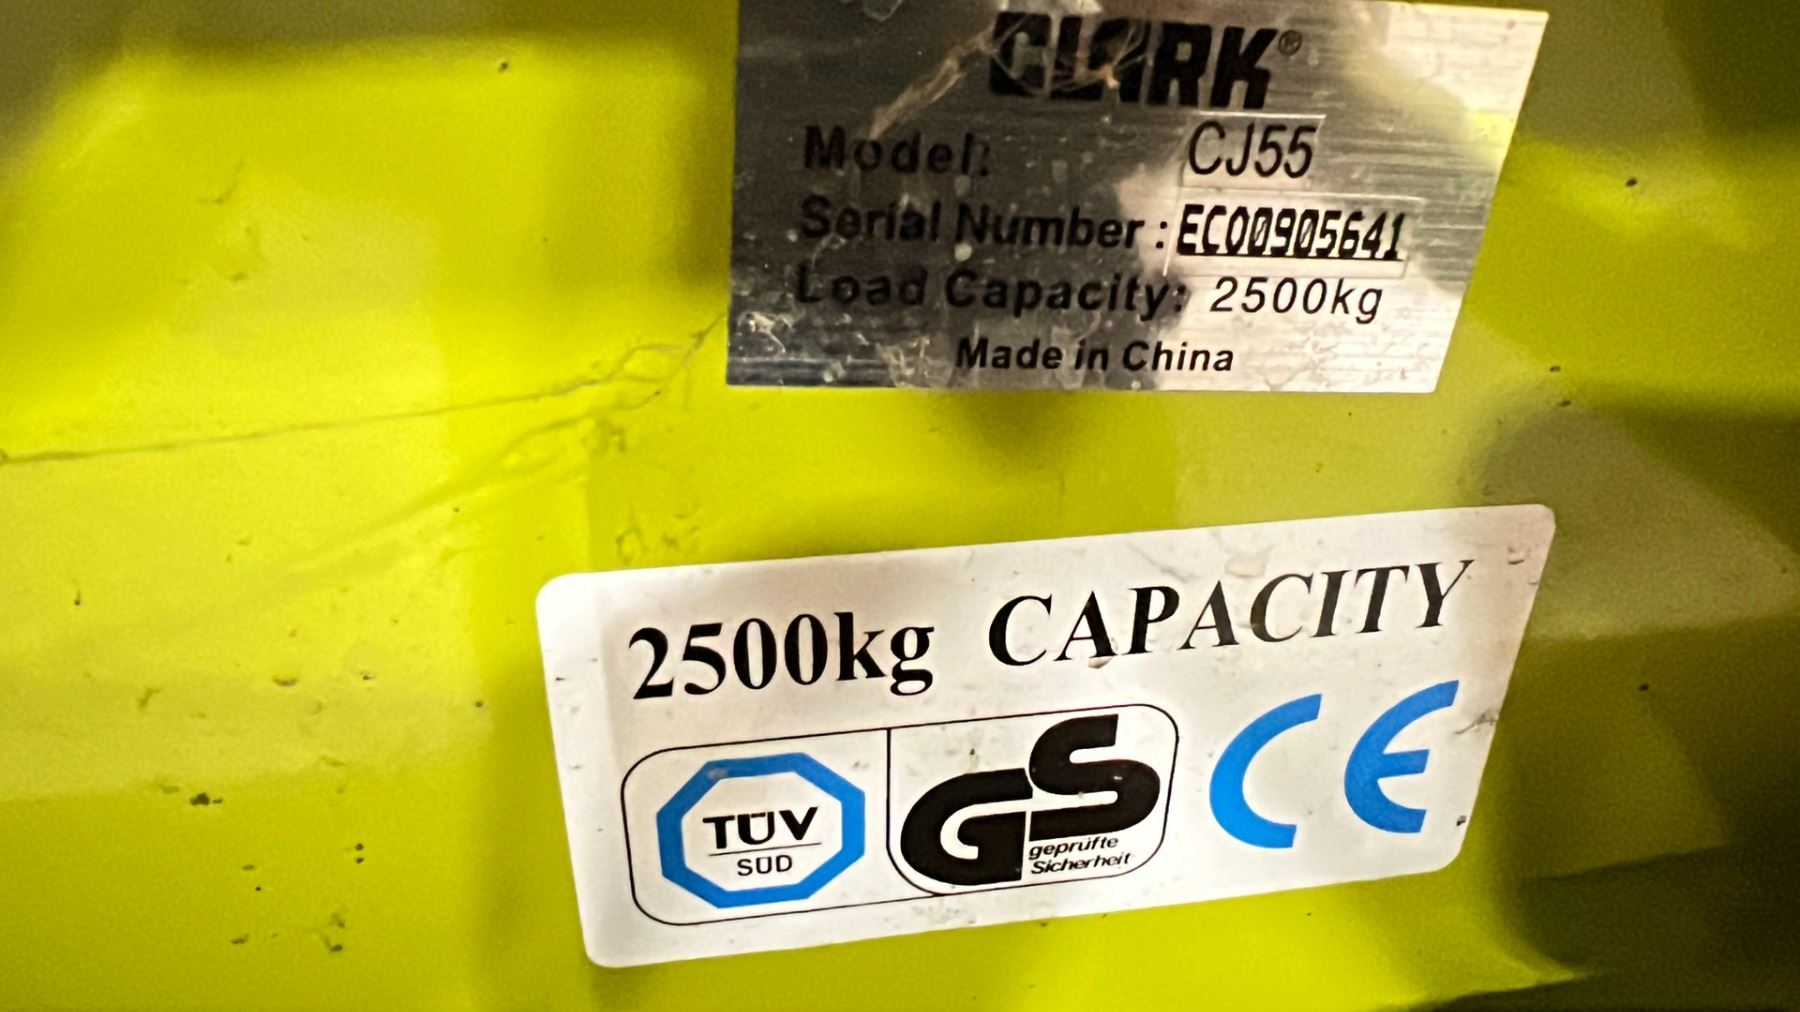 CLARK®
Model: CJ55
Serial Number : EC00905641
Load Capacity: 2500kg
Made in China
2500kg CAPACITY
TÜV
SÜD
GS
geprüfte
Sicherheit
CE